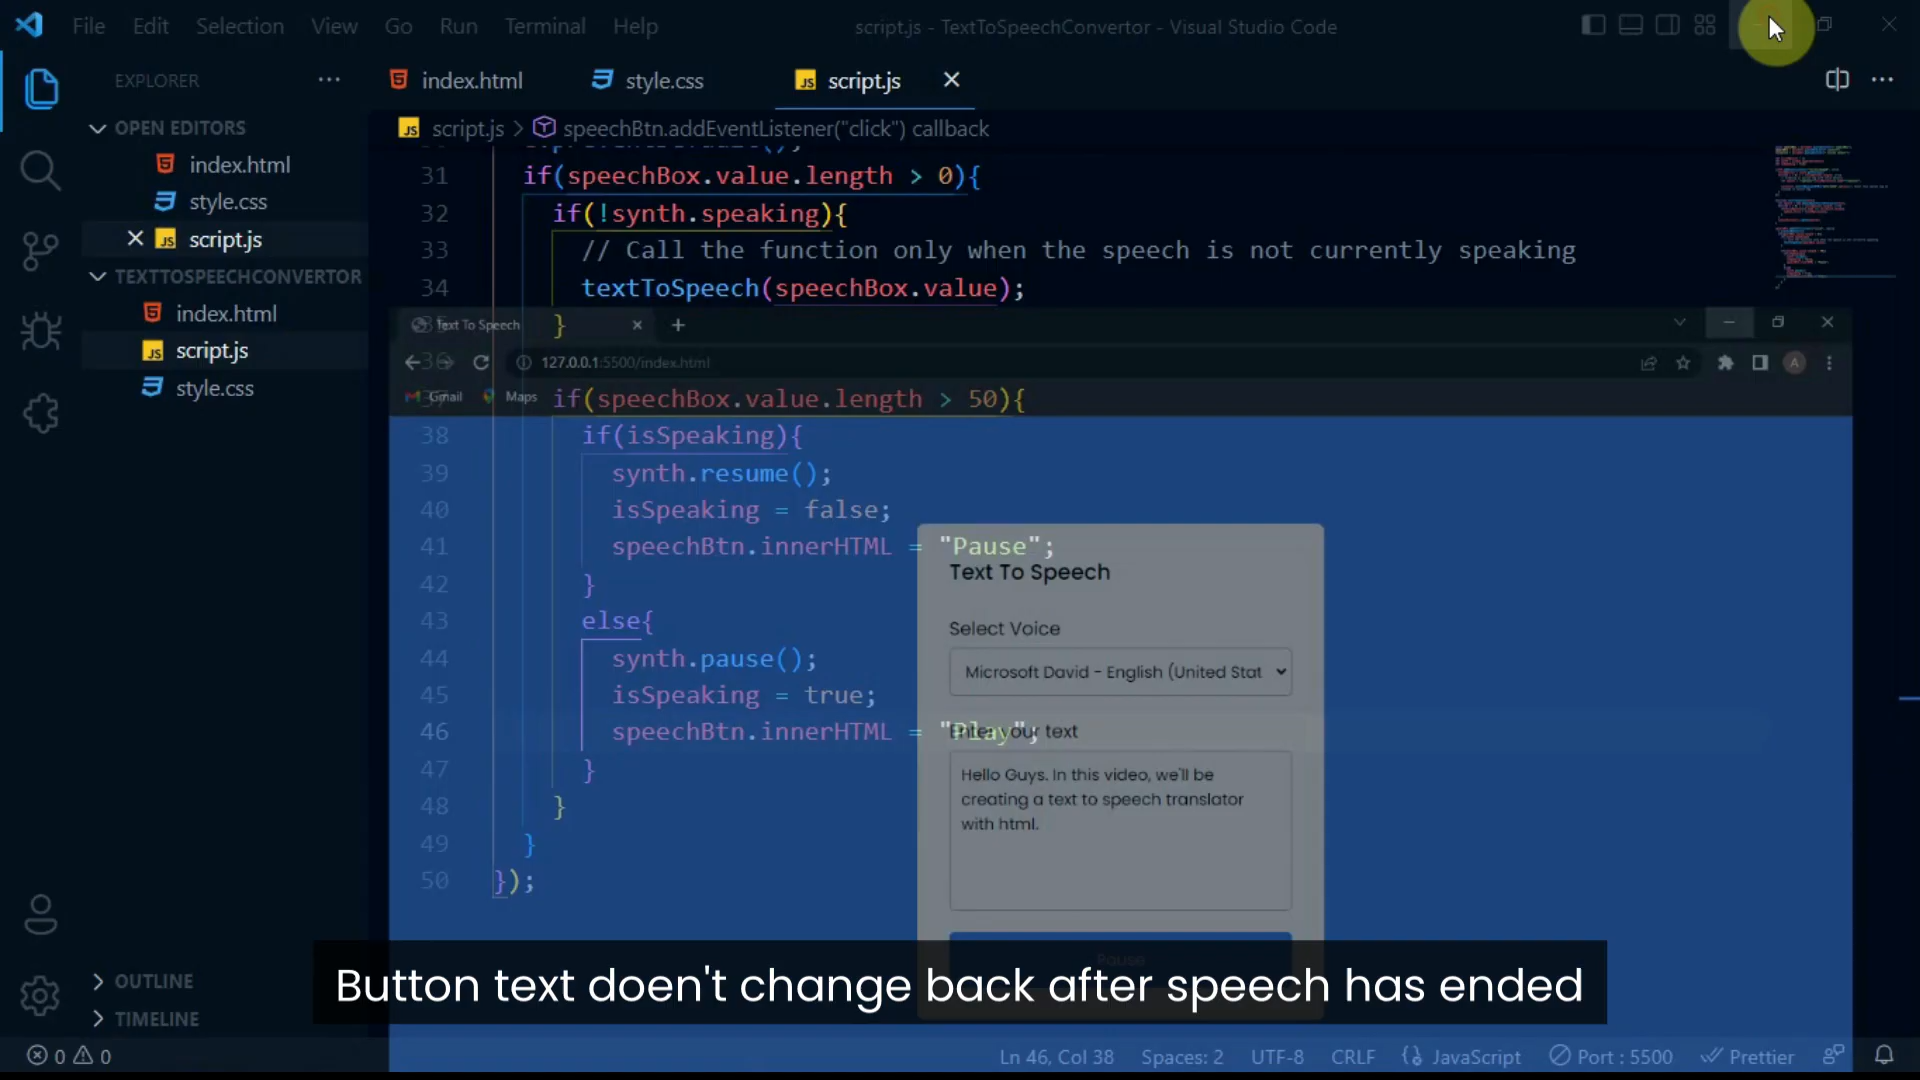 File Edit Selection View Go Run Terminal Help
script.js - TextToSpeechConvertor - Visual Studio Code
EXPLORER
OPEN EDITORS
index.html
style.css
script.js
TEXTTOSPEECHCONVERTOR
index.html
script.js
style.css
OUTLINE
TIMELINE
index.html style.css script.js
script.js > speechBtn.addEventListener("click") callback
31 if(speechBox.value.length > 0){
32 if(!synth.speaking){
33 // Call the function only when the speech is not currently speaking
34 textToSpeech(speechBox.value);
35 }
36
37 if(speechBox.value.length > 50){
38 if(isSpeaking){
39 synth.resume();
40 isSpeaking = false;
41 speechBtn.innerHTML = "Pause";
42 }
43 else{
44 synth.pause();
45 isSpeaking = true;
46 speechBtn.innerHTML = "Play";
47 }
48 }
49 }
50 });
Text To Speech
127.0.0.1:5500/index.html
A
Gmail Maps
Text To Speech
Select Voice
Microsoft David - English (United Stat
Enter your text
Hello Guys. In this video, we'll be
creating a text to speech translator
with html.
Pause
Button text doen't change back after speech has ended
0 0
Ln 46, Col 38 Spaces: 2 UTF-8 CRLF JavaScript Port : 5500 Prettier